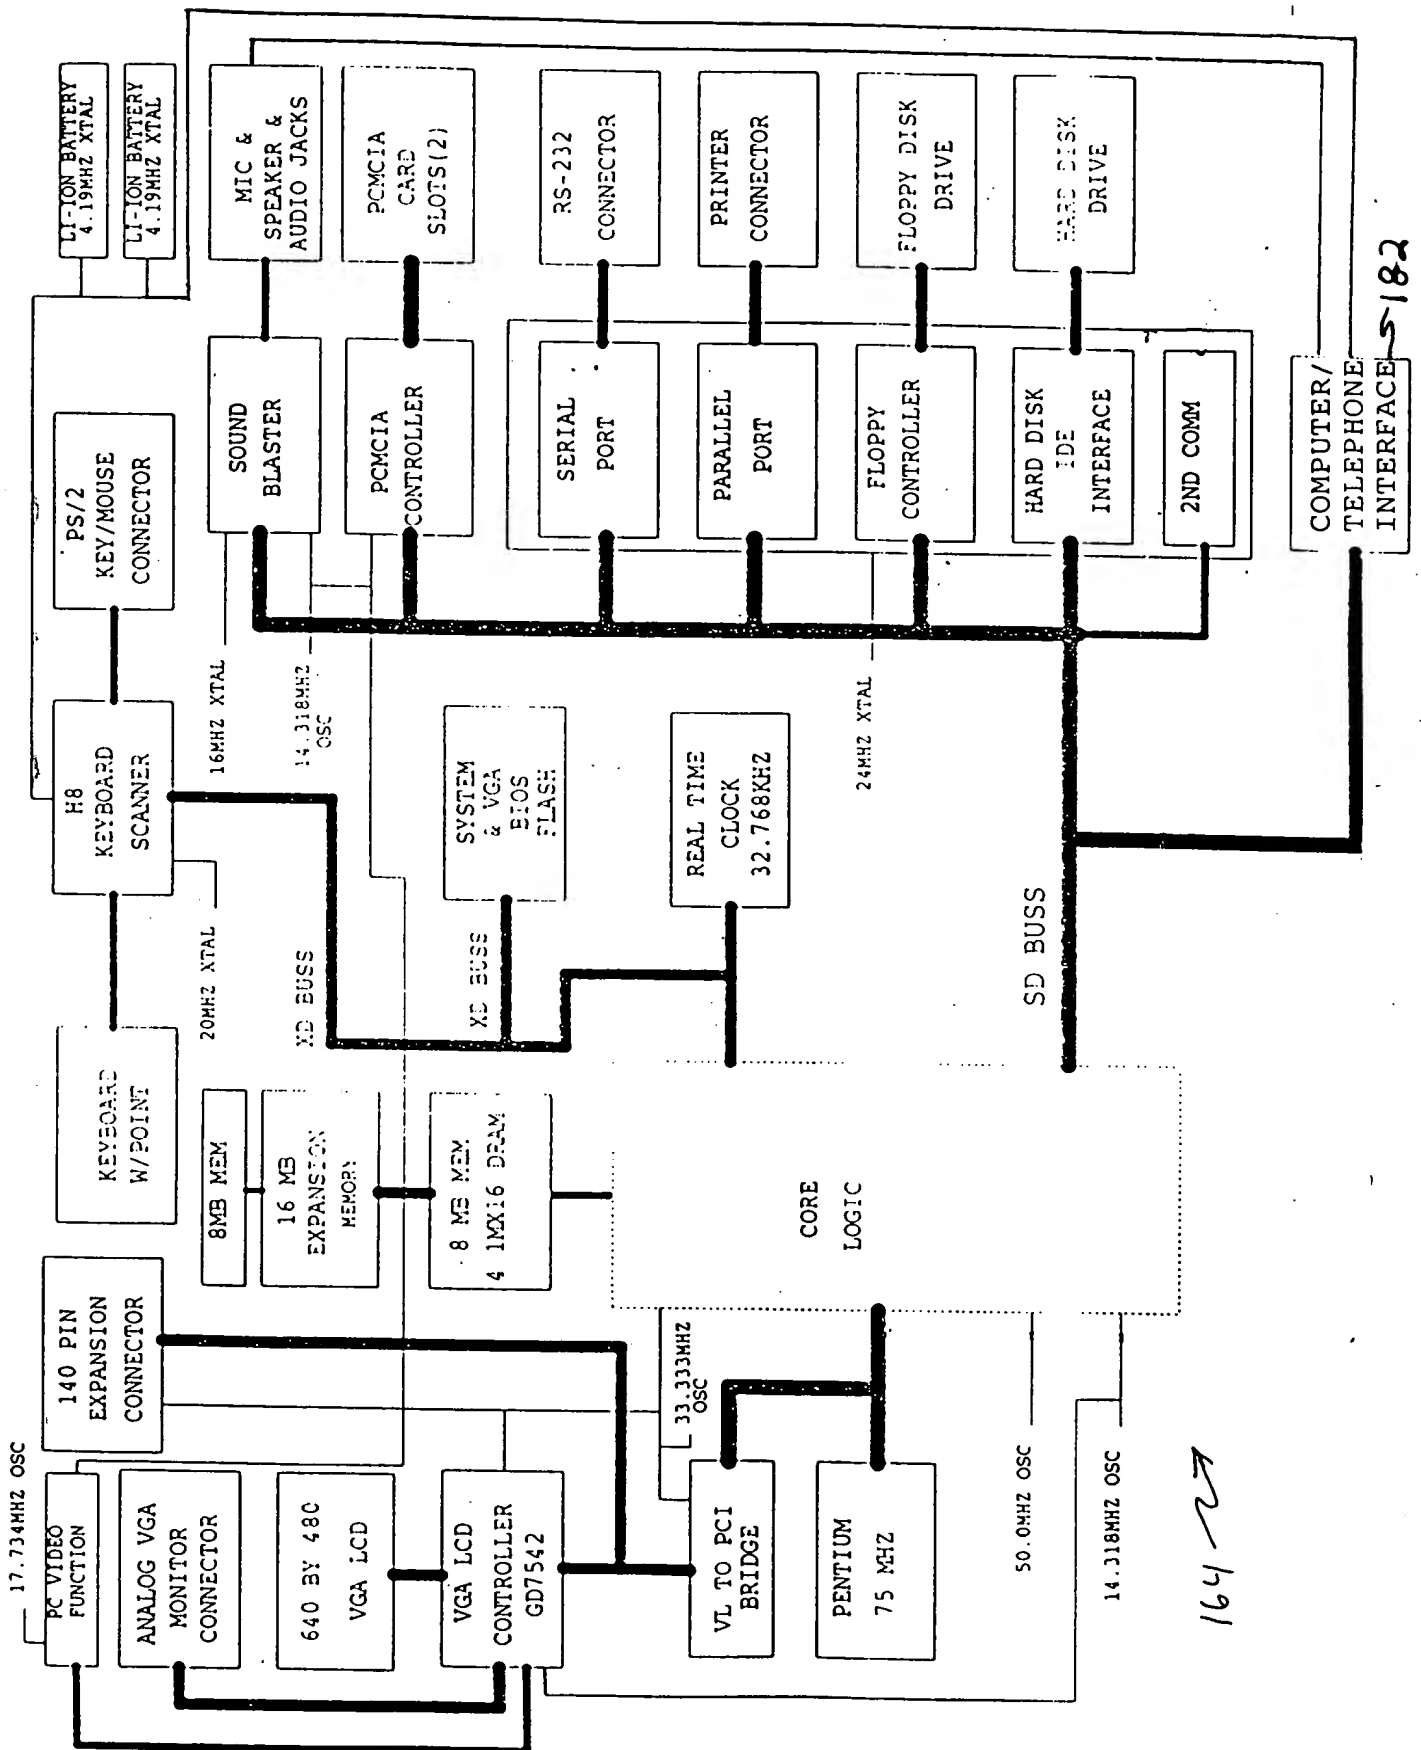 17.734MHZ OSC
PC VIDEO
FUNCTION
ANALOG VGA
MONITOR
CONNECTOR
640 BY 480
VGA LCD
VGA LCD
CONTROLLER
GD7542
VL TO PCI
BRIDGE
PENTIUM
75 MHZ
140 PIN
EXPANSION
CONNECTOR
33.333MHZ
OSC
50.0MHZ OSC
14.318MHZ OSC
164
KEYBOARD
W/POINT
8MB MEM
16 MB
EXPANSION
MEMORY
8 MB MEM
4 1MX16 DRAM
CORE
LOGIC
H8
KEYBOARD
SCANNER
20MHZ XTAL
XD BUSS
XD BUSS
SYSTEM
& VGA
BIOS
FLASH
REAL TIME
CLOCK
32.768KHZ
SD BUSS
PS/2
KEY/MOUSE
CONNECTOR
16MHZ XTAL
14.318MHZ
OSC
24MHZ XTAL
SOUND
BLASTER
PCMCIA
CONTROLLER
SERIAL
PORT
PARALLEL
PORT
FLOPPY
CONTROLLER
HARD DISK
IDE
INTERFACE
2ND COMM
COMPUTER/
TELEPHONE
INTERFACE
182
LI-ION BATTERY
4.19MHZ XTAL
LI-ION BATTERY
4.19MHZ XTAL
MIC &
SPEAKER &
AUDIO JACKS
PCMCIA
CARD
SLOTS(2)
RS-232
CONNECTOR
PRINTER
CONNECTOR
FLOPPY DISK
DRIVE
HARD DISK
DRIVE